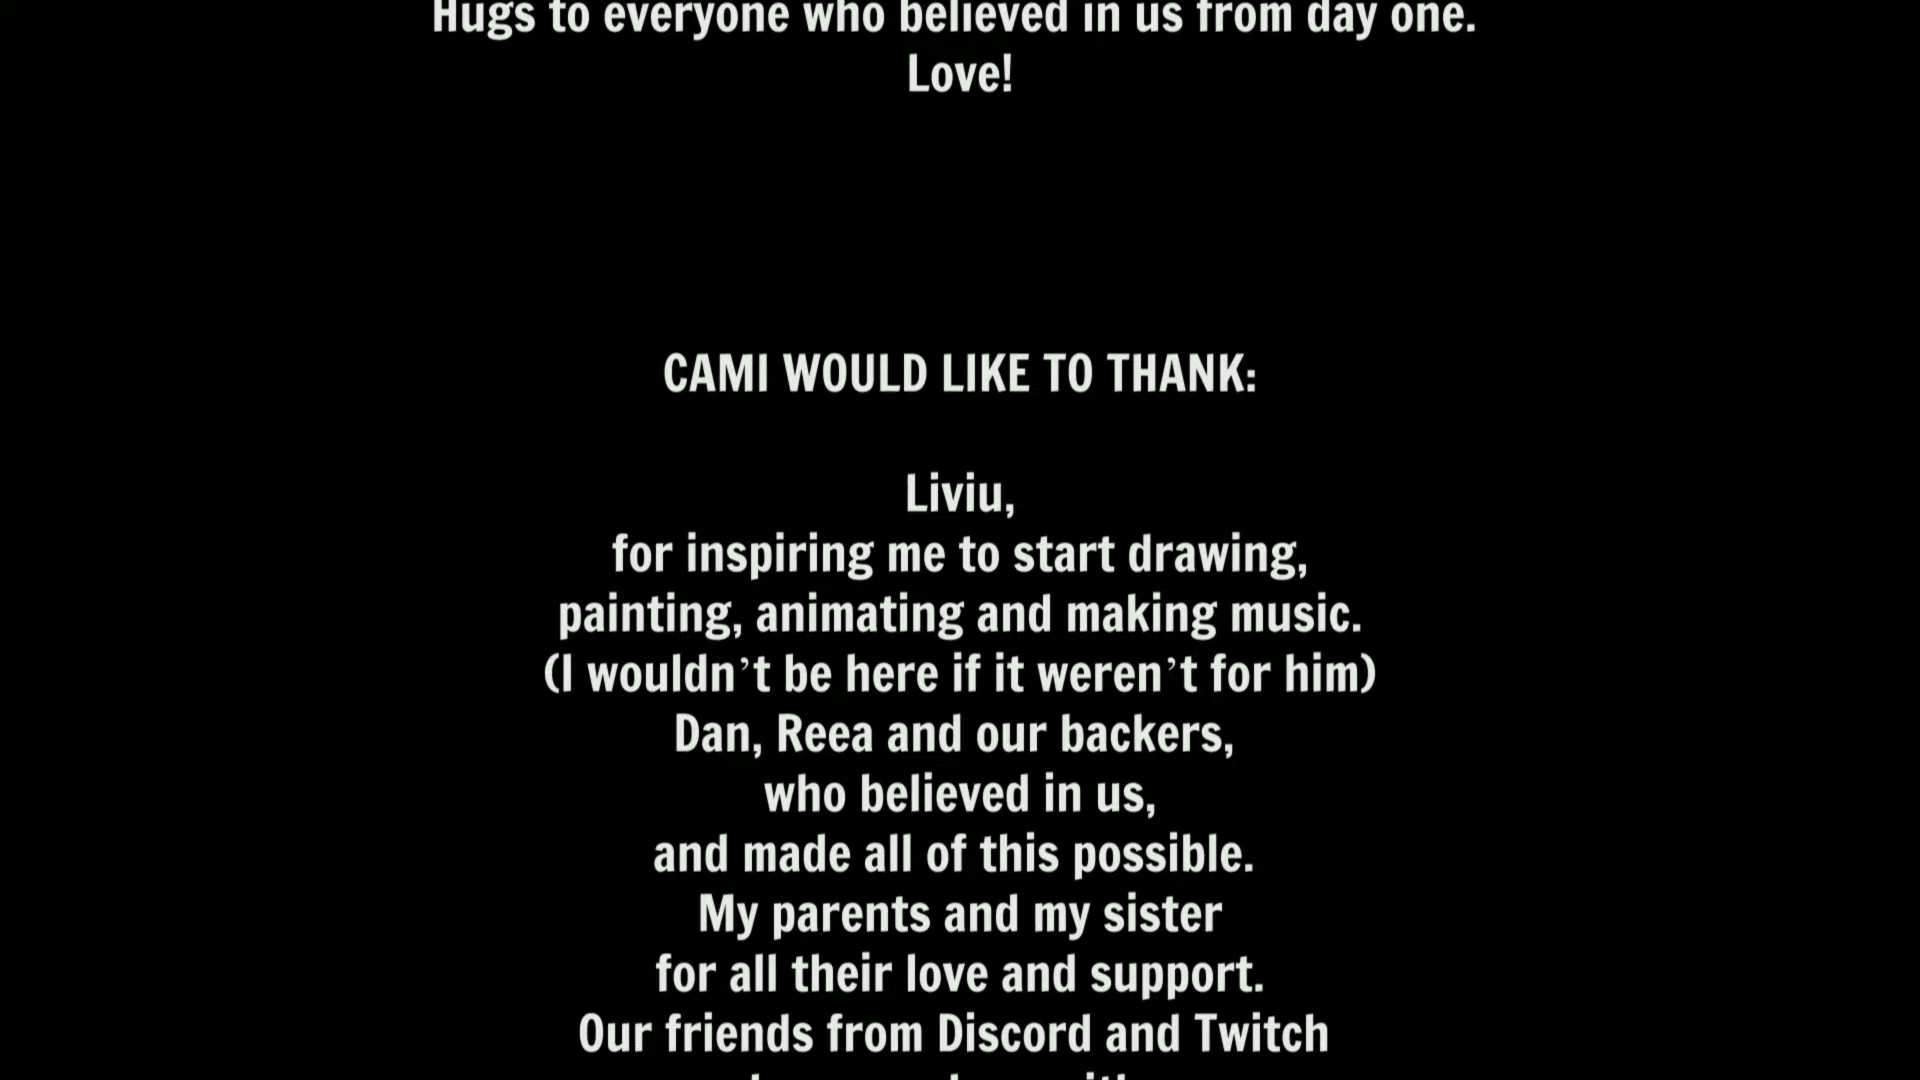 Hugs to everyone who believed in us from day one.
Love!
CAMI WOULD LIKE TO THANK:
Liviu,
for inspiring me to start drawing,
painting, animating and making music.
(I wouldn’t be here if it weren’t for him)
Dan, Reea and our backers,
who believed in us,
and made all of this possible.
My parents and my sister
for all their love and support.
Our friends from Discord and Twitch